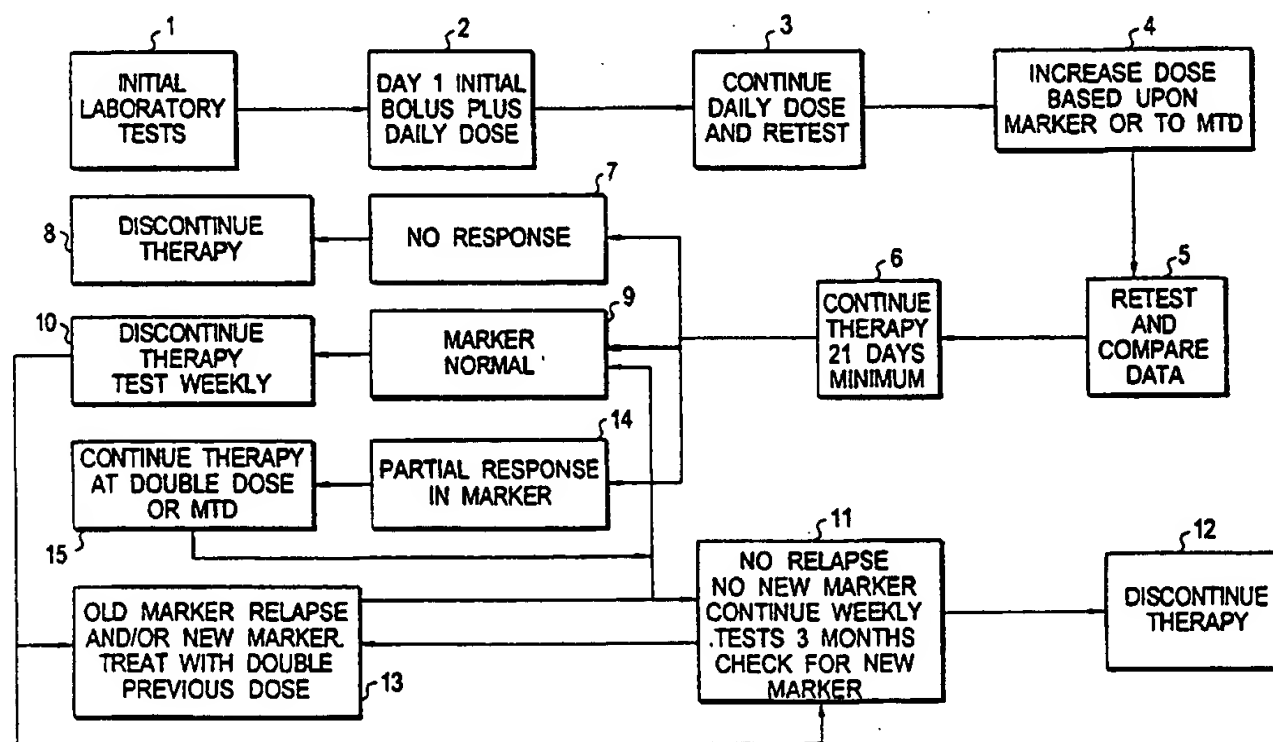 1
INITIAL
LABORATORY
TESTS
2
DAY 1 INITIAL
BOLUS PLUS
DAILY DOSE
3
CONTINUE
DAILY DOSE
AND RETEST
4
INCREASE DOSE
BASED UPON
MARKER OR TO MTD
8
DISCONTINUE
THERAPY
7
NO RESPONSE
6
CONTINUE
THERAPY
21 DAYS
MINIMUM
5
RETEST
AND
COMPARE
DATA
10
DISCONTINUE
THERAPY
TEST WEEKLY
9
MARKER
NORMAL
CONTINUE THERAPY
AT DOUBLE DOSE
OR MTD
15
14
PARTIAL RESPONSE
IN MARKER
OLD MARKER RELAPSE
AND/OR NEW MARKER.
TREAT WITH DOUBLE
PREVIOUS DOSE
13
11
NO RELAPSE
NO NEW MARKER
CONTINUE WEEKLY
.TESTS 3 MONTHS
CHECK FOR NEW
MARKER
12
DISCONTINUE
THERAPY